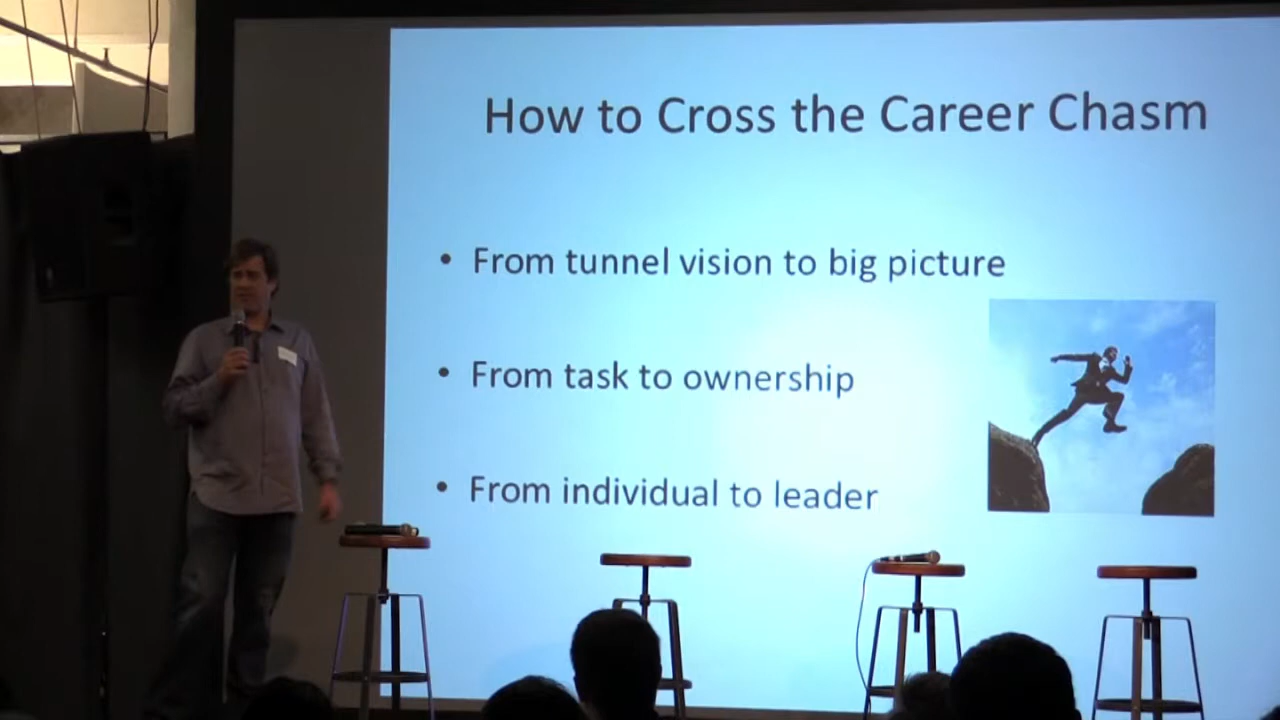 How to Cross the Career Chasm
• From tunnel vision to big picture
• From task to ownership
• From individual to leader